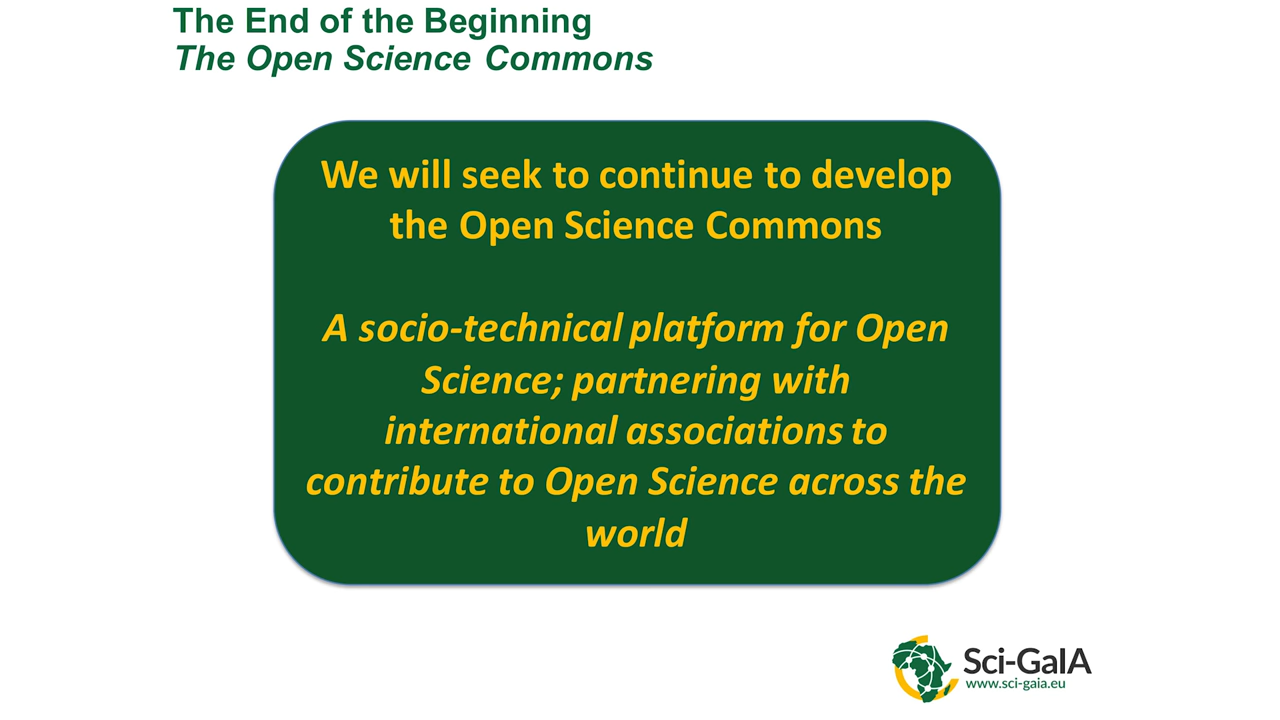 The End of the Beginning
The Open Science Commons
We will seek to continue to develop
the Open Science Commons
A socio-technical platform for Open
Science; partnering with
international associations to
contribute to Open Science across the
world
Sci-GaIA
www.sci-gaia.eu